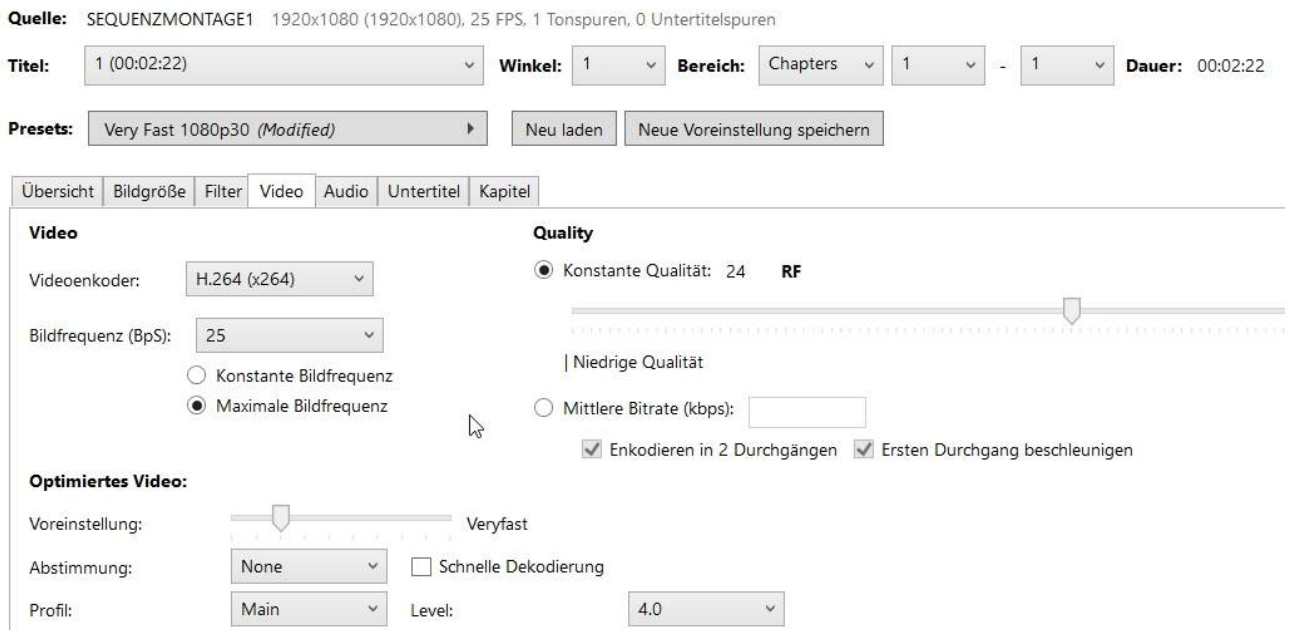 Quelle: SEQUENZMONTAGE1 1920x1080 (1920x1080), 25 FPS, 1 Tonspuren, 0 Untertitelspuren
Titel: 1 (00:02:22) Winkel: 1 Bereich: Chapters 1 - 1 Dauer: 00:02:22
Presets: Very Fast 1080p30 (Modified) Neu laden Neue Voreinstellung speichern
Übersicht Bildgröße Filter Video Audio Untertitel Kapitel
Video
Videoenkoder: H.264 (x264)
Bildfrequenz (BpS): 25
Konstante Bildfrequenz
Maximale Bildfrequenz
Quality
Konstante Qualität: 24 RF
| Niedrige Qualität
Mittlere Bitrate (kbps):
Enkodieren in 2 Durchgängen Ersten Durchgang beschleunigen
Optimiertes Video:
Voreinstellung: Veryfast
Abstimmung: None Schnelle Dekodierung
Profil: Main Level: 4.0